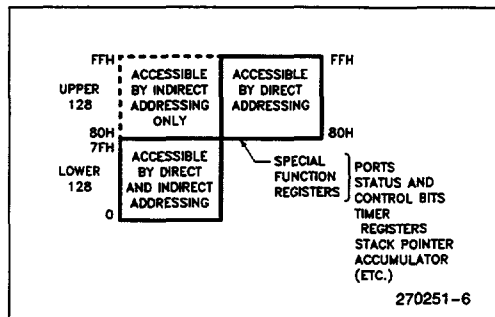 FFH
FFH
UPPER
128
ACCESSIBLE
BY INDIRECT
ADDRESSING
ONLY
ACCESSIBLE
BY DIRECT
ADDRESSING
80H
80H
7FH
LOWER
128
ACCESSIBLE
BY DIRECT
AND INDIRECT
ADDRESSING
0
SPECIAL
FUNCTION
REGISTERS
PORTS
STATUS AND
CONTROL BITS
TIMER
REGISTERS
STACK POINTER
ACCUMULATOR
(ETC.)
270251-6